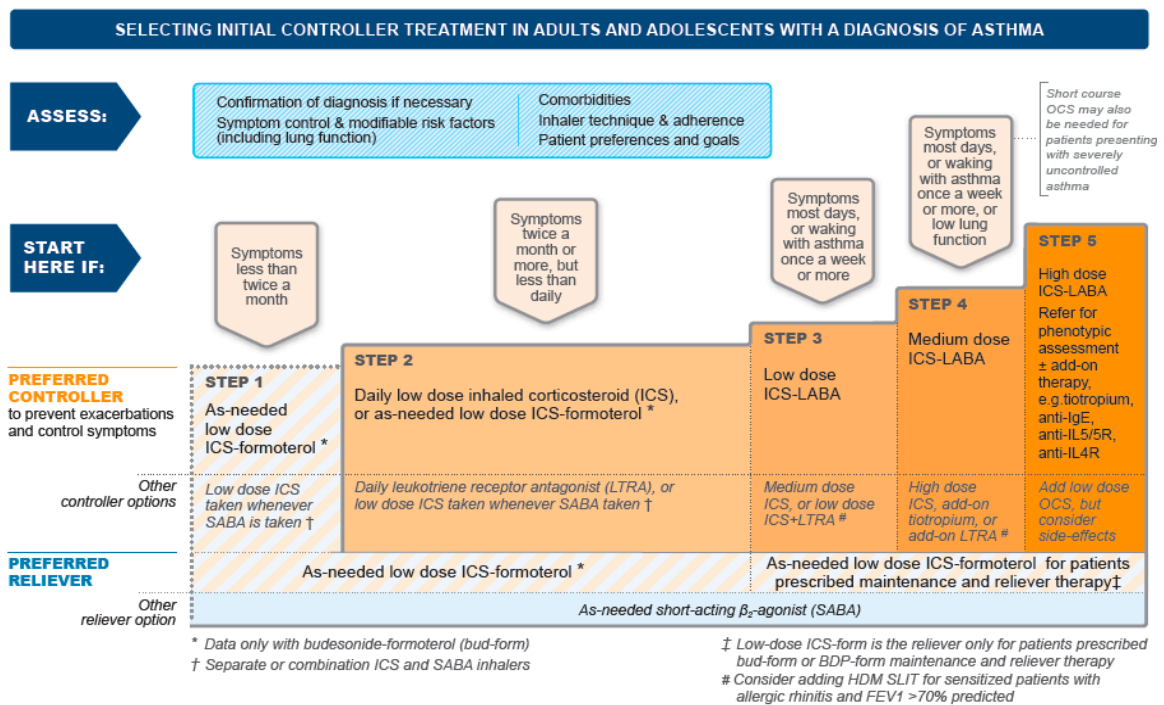 SELECTING INITIAL CONTROLLER TREATMENT IN ADULTS AND ADOLESCENTS WITH A DIAGNOSIS OF ASTHMA
ASSESS:
Confirmation of diagnosis if necessary
Symptom control & modifiable risk factors
(including lung function)
Comorbidities
Inhaler technique & adherence
Patient preferences and goals
Short course
OCS may also
be needed for
patients presenting
with severely
uncontrolled
asthma
START
HERE IF:
Symptoms
less than
twice a
month
Symptoms
twice a
month or
more, but
less than
daily
Symptoms
most days,
or waking
with asthma
once a week
or more
Symptoms
most days,
or waking
with asthma
once a week
or more, or
low lung
function
PREFERRED
CONTROLLER
to prevent exacerbations
and control symptoms
STEP 1
As-needed
low dose
ICS-formoterol *
STEP 2
Daily low dose inhaled corticosteroid (ICS),
or as-needed low dose ICS-formoterol *
STEP 3
Low dose
ICS-LABA
STEP 4
Medium dose
ICS-LABA
STEP 5
High dose
ICS-LABA
Refer for
phenotypic
assessment
± add-on
therapy,
e.g.tiotropium,
anti-IgE,
anti-IL5/5R,
anti-IL4R
Other
controller options
Low dose ICS
taken whenever
SABA is taken †
Daily leukotriene receptor antagonist (LTRA), or
low dose ICS taken whenever SABA taken †
Medium dose
ICS, or low dose
ICS+LTRA #
High dose
ICS, add-on
tiotropium, or
add-on LTRA #
Add low dose
OCS, but
consider
side-effects
PREFERRED
RELIEVER
As-needed low dose ICS-formoterol *
As-needed low dose ICS-formoterol for patients
prescribed maintenance and reliever therapy‡
Other
reliever option
As-needed short-acting β₂-agonist (SABA)
* Data only with budesonide-formoterol (bud-form)
† Separate or combination ICS and SABA inhalers
‡ Low-dose ICS-form is the reliever only for patients prescribed
bud-form or BDP-form maintenance and reliever therapy
# Consider adding HDM SLIT for sensitized patients with
allergic rhinitis and FEV1 >70% predicted